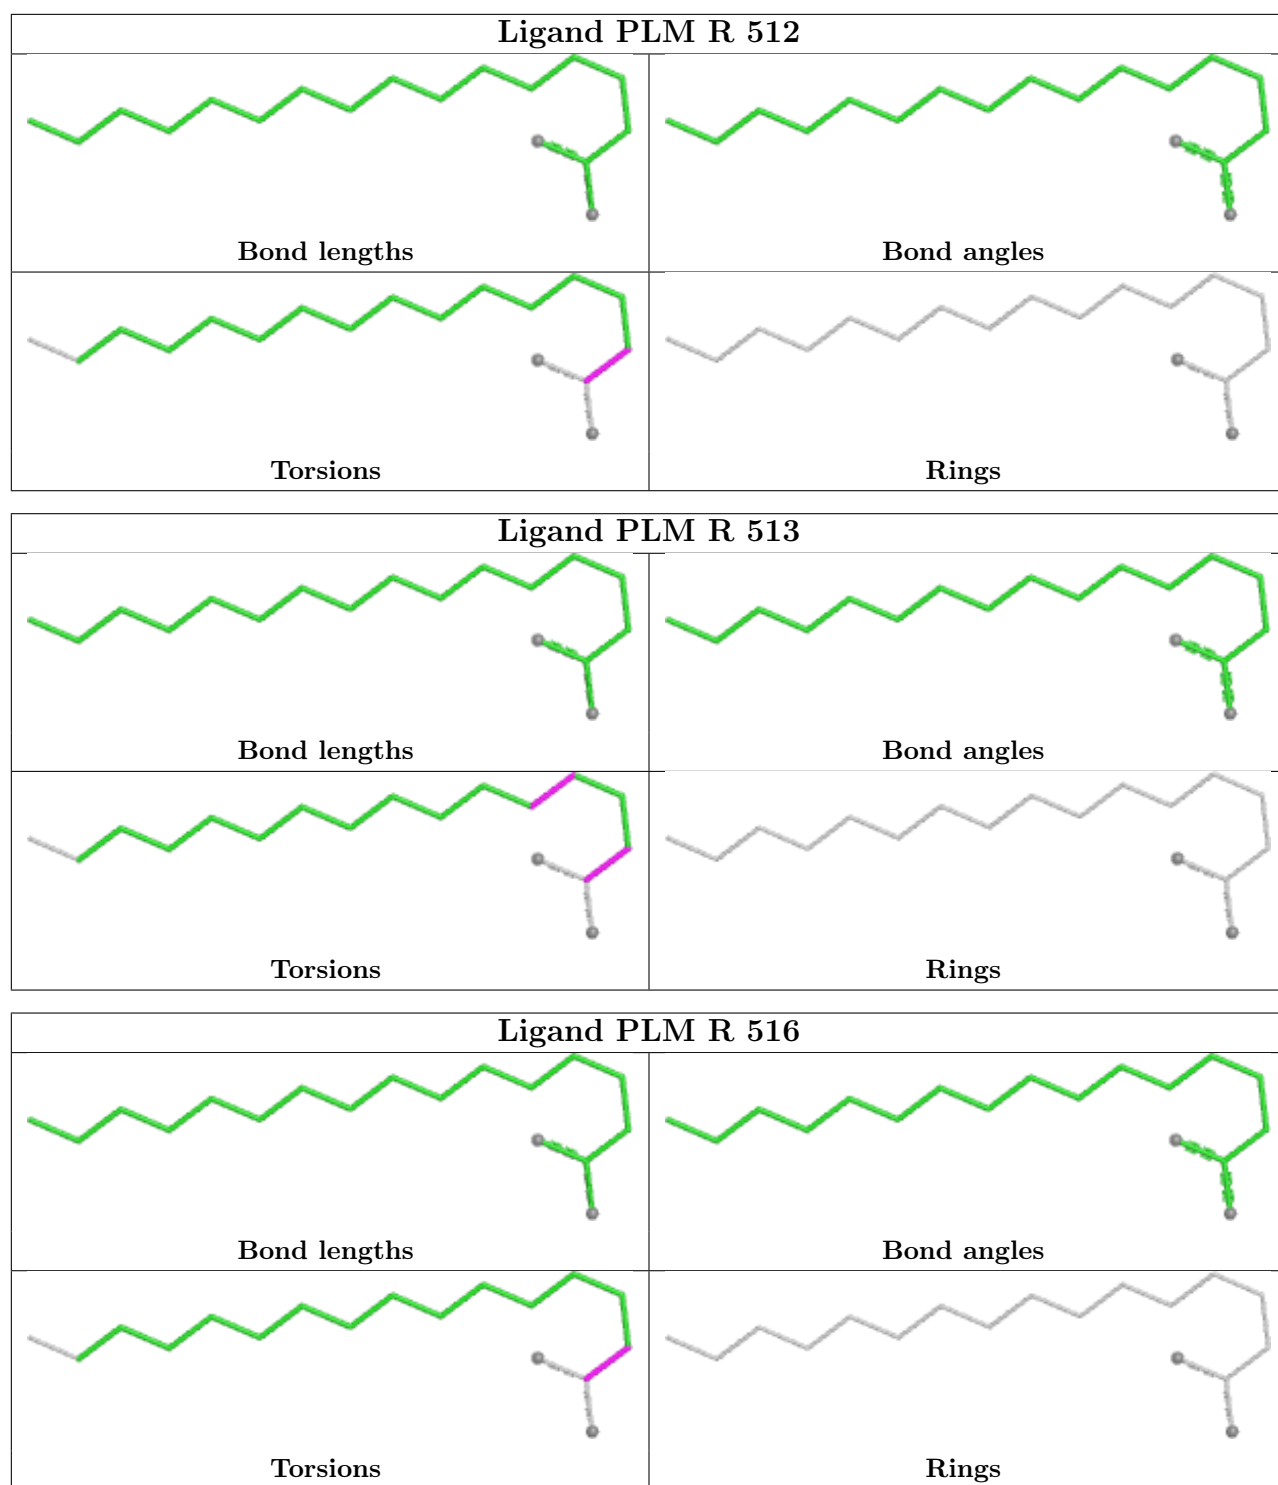 Ligand PLM R 512
Bond lengths
Bond angles
Torsions
Rings
Ligand PLM R 513
Bond lengths
Bond angles
Torsions
Rings
Ligand PLM R 516
Bond lengths
Bond angles
Torsions
Rings